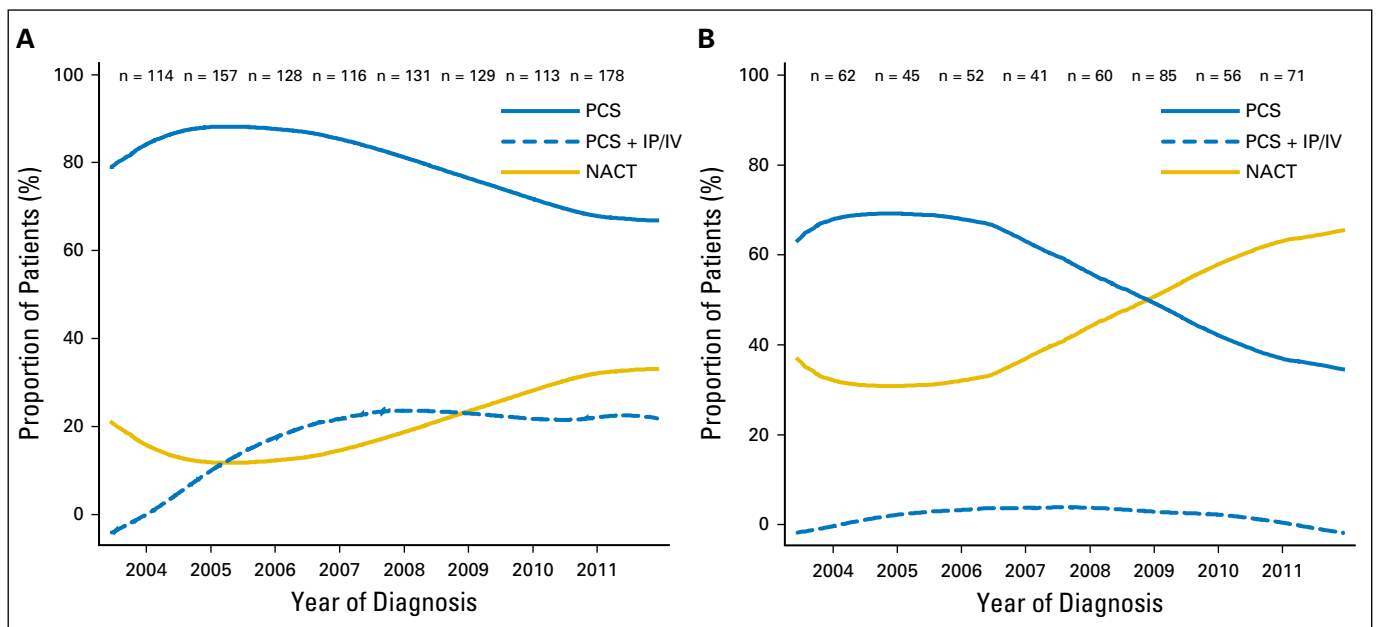 A
n = 114 n = 157 n = 128 n = 116 n = 131 n = 129 n = 113 n = 178
PCS
PCS + IP/IV
NACT
Proportion of Patients (%)
100
80
60
40
20
0
2004 2005 2006 2007 2008 2009 2010 2011
Year of Diagnosis
B
n = 62 n = 45 n = 52 n = 41 n = 60 n = 85 n = 56 n = 71
PCS
PCS + IP/IV
NACT
Proportion of Patients (%)
100
80
60
40
20
0
2004 2005 2006 2007 2008 2009 2010 2011
Year of Diagnosis